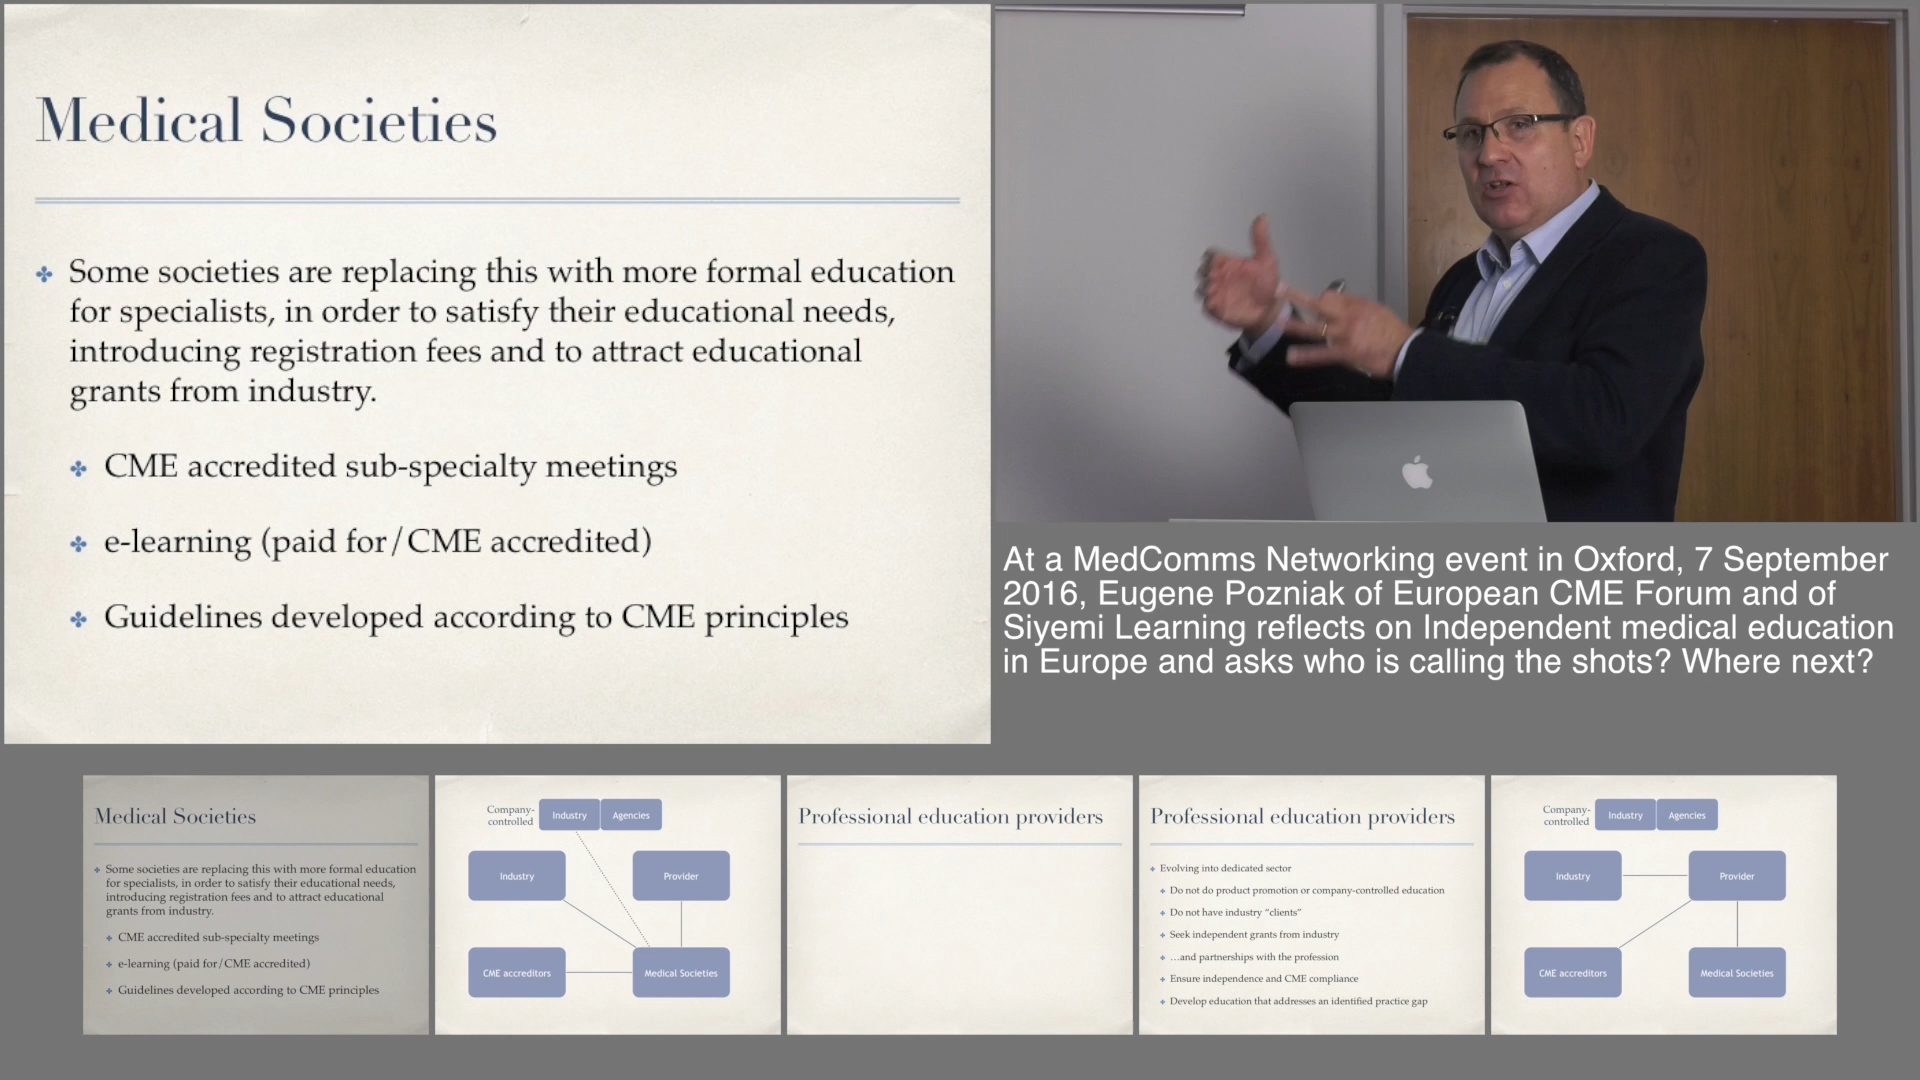 Medical Societies
Some societies are replacing this with more formal education
for specialists, in order to satisfy their educational needs,
introducing registration fees and to attract educational
grants from industry.
CME accredited sub-specialty meetings
e-learning (paid for/CME accredited)
Guidelines developed according to CME principles
At a MedComms Networking event in Oxford, 7 September
2016, Eugene Pozniak of European CME Forum and of
Siyemi Learning reflects on Independent medical education
in Europe and asks who is calling the shots? Where next?
Medical Societies
Some societies are replacing this with more formal education
for specialists, in order to satisfy their educational needs,
introducing registration fees and to attract educational
grants from industry.
CME accredited sub-specialty meetings
e-learning (paid for/CME accredited)
Guidelines developed according to CME principles
Company-
controlled
Industry
Agencies
Industry
Provider
CME accreditors
Medical Societies
Professional education providers
Professional education providers
Evolving into dedicated sector
Do not do product promotion or company-controlled education
Do not have industry “clients”
Seek independent grants from industry
…and partnerships with the profession
Ensure independence and CME compliance
Develop education that addresses an identified practice gap
Company-
controlled
Industry
Agencies
Industry
Provider
CME accreditors
Medical Societies